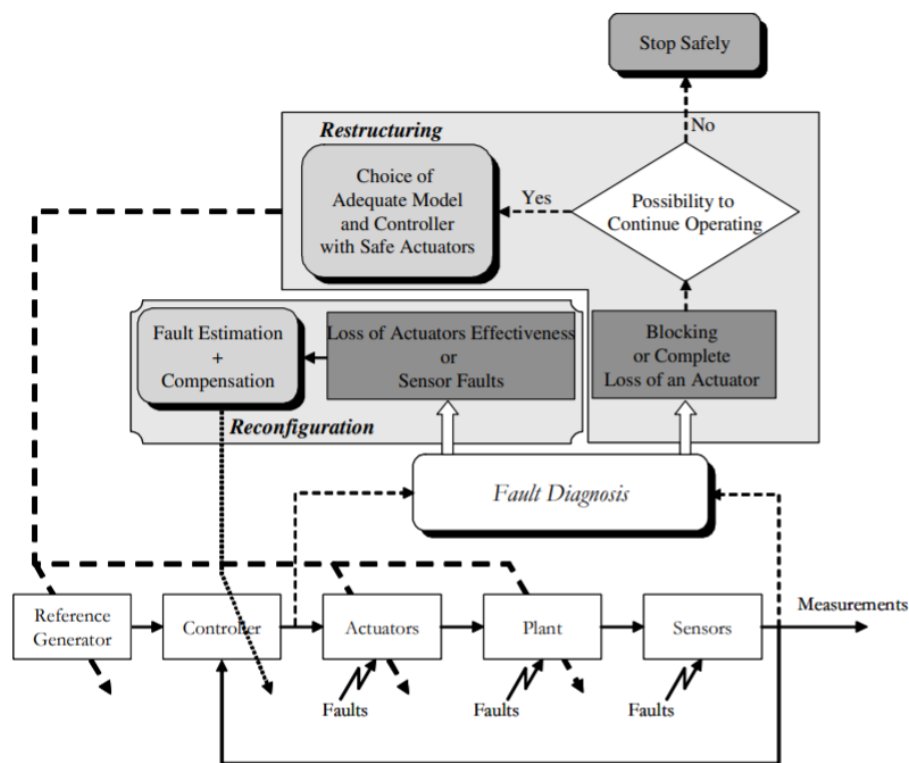 Stop Safely
No
Restructuring
Choice of
Adequate Model
and Controller
with Safe Actuators
Yes
Possibility to
Continue Operating
Fault Estimation
+
Compensation
Loss of Actuators Effectiveness
or
Sensor Faults
Blocking
or Complete
Loss of an Actuator
Reconfiguration
Fault Diagnosis
Reference
Generator
Controller
Actuators
Plant
Sensors
Measurements
Faults
Faults
Faults